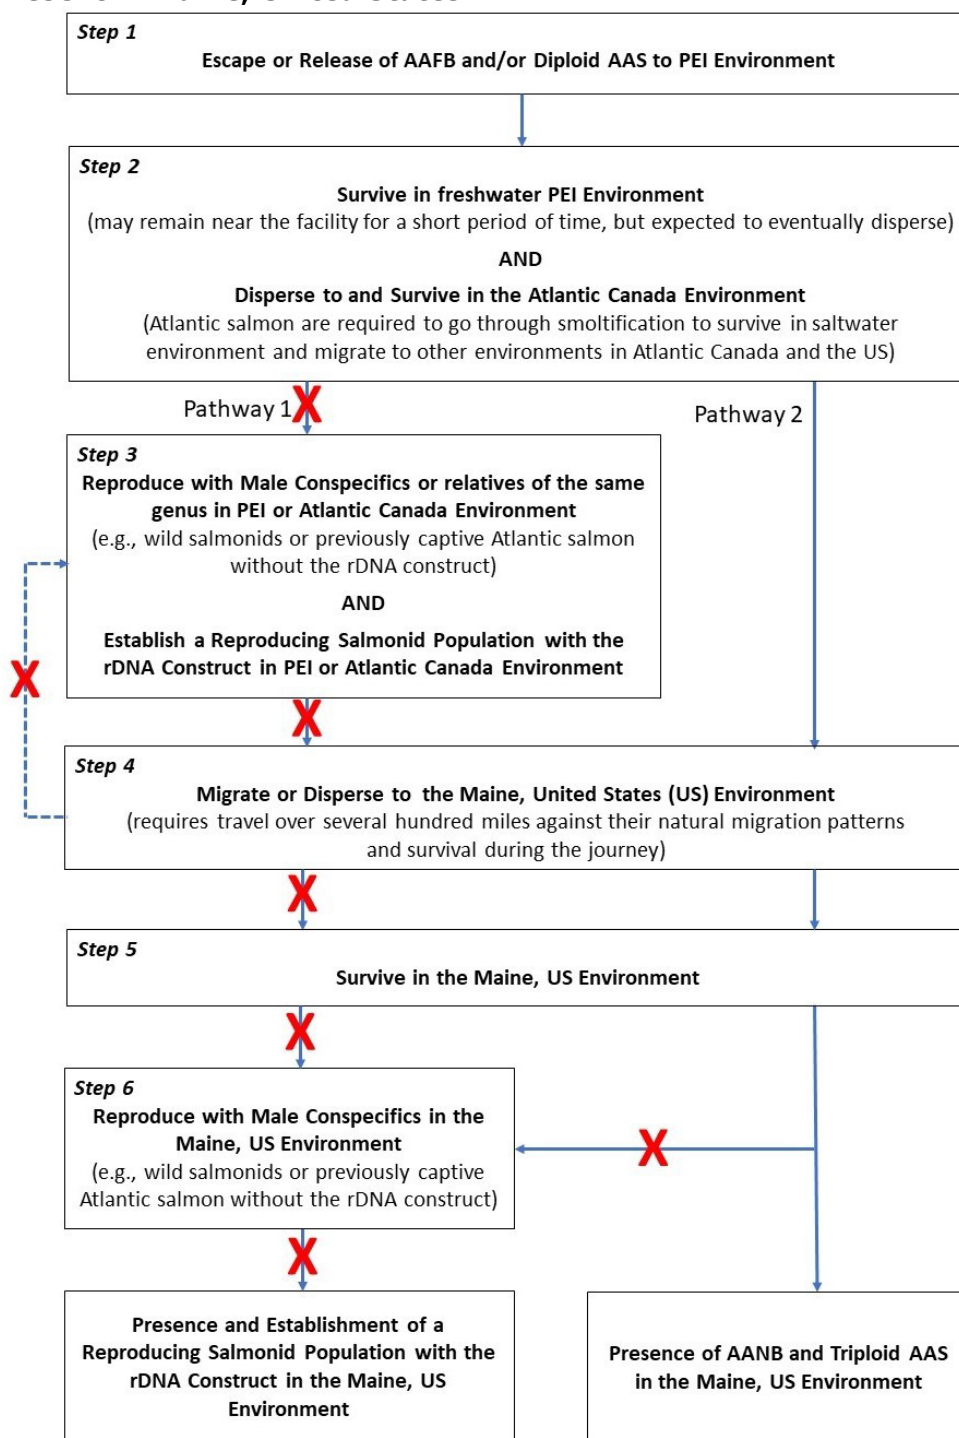 Step 1
Escape or Release of AAFB and/or Diploid AAS to PEI Environment
Step 2
Survive in freshwater PEI Environment
(may remain near the facility for a short period of time, but expected to eventually disperse)
AND
Disperse to and Survive in the Atlantic Canada Environment
(Atlantic salmon are required to go through smoltification to survive in saltwater
environment and migrate to other environments in Atlantic Canada and the US)
Pathway 1
X
Pathway 2
Step 3
Reproduce with Male Conspecifics or relatives of the same
genus in PEI or Atlantic Canada Environment
(e.g., wild salmonids or previously captive Atlantic salmon
without the rDNA construct)
AND
Establish a Reproducing Salmonid Population with the
rDNA Construct in PEI or Atlantic Canada Environment
X
X
Step 4
Migrate or Disperse to the Maine, United States (US) Environment
(requires travel over several hundred miles against their natural migration patterns
and survival during the journey)
X
Step 5
Survive in the Maine, US Environment
X
Step 6
Reproduce with Male Conspecifics in the
Maine, US Environment
(e.g., wild salmonids or previously captive
Atlantic salmon without the rDNA construct)
X
X
Presence and Establishment of a
Reproducing Salmonid Population with the
rDNA Construct in the Maine, US
Environment
Presence of AANB and Triploid AAS
in the Maine, US Environment